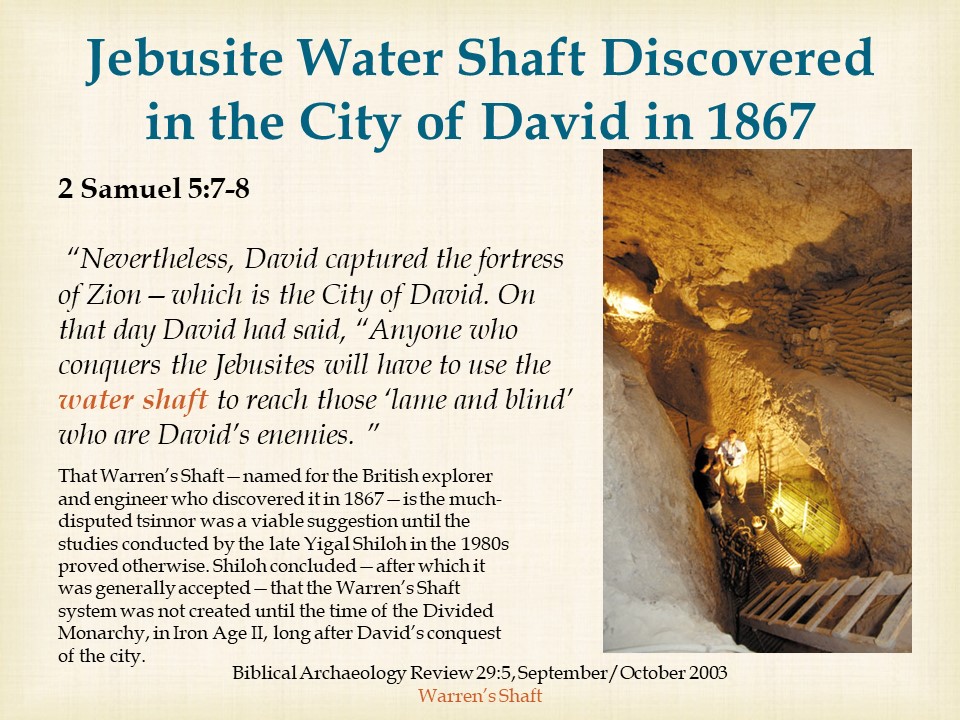 Jebusite Water Shaft Discovered
in the City of David in 1867
2 Samuel 5:7-8
“Nevertheless, David captured the fortress
of Zion—which is the City of David. On
that day David had said, “Anyone who
conquers the Jebusites will have to use the
water shaft to reach those ‘lame and blind’
who are David’s enemies. ”
That Warren’s Shaft—named for the British explorer
and engineer who discovered it in 1867—is the much-
disputed tsinnor was a viable suggestion until the
studies conducted by the late Yigal Shiloh in the 1980s
proved otherwise. Shiloh concluded—after which it
was generally accepted—that the Warren’s Shaft
system was not created until the time of the Divided
Monarchy, in Iron Age II, long after David’s conquest
of the city.
Biblical Archaeology Review 29:5, September/October 2003
Warren’s Shaft